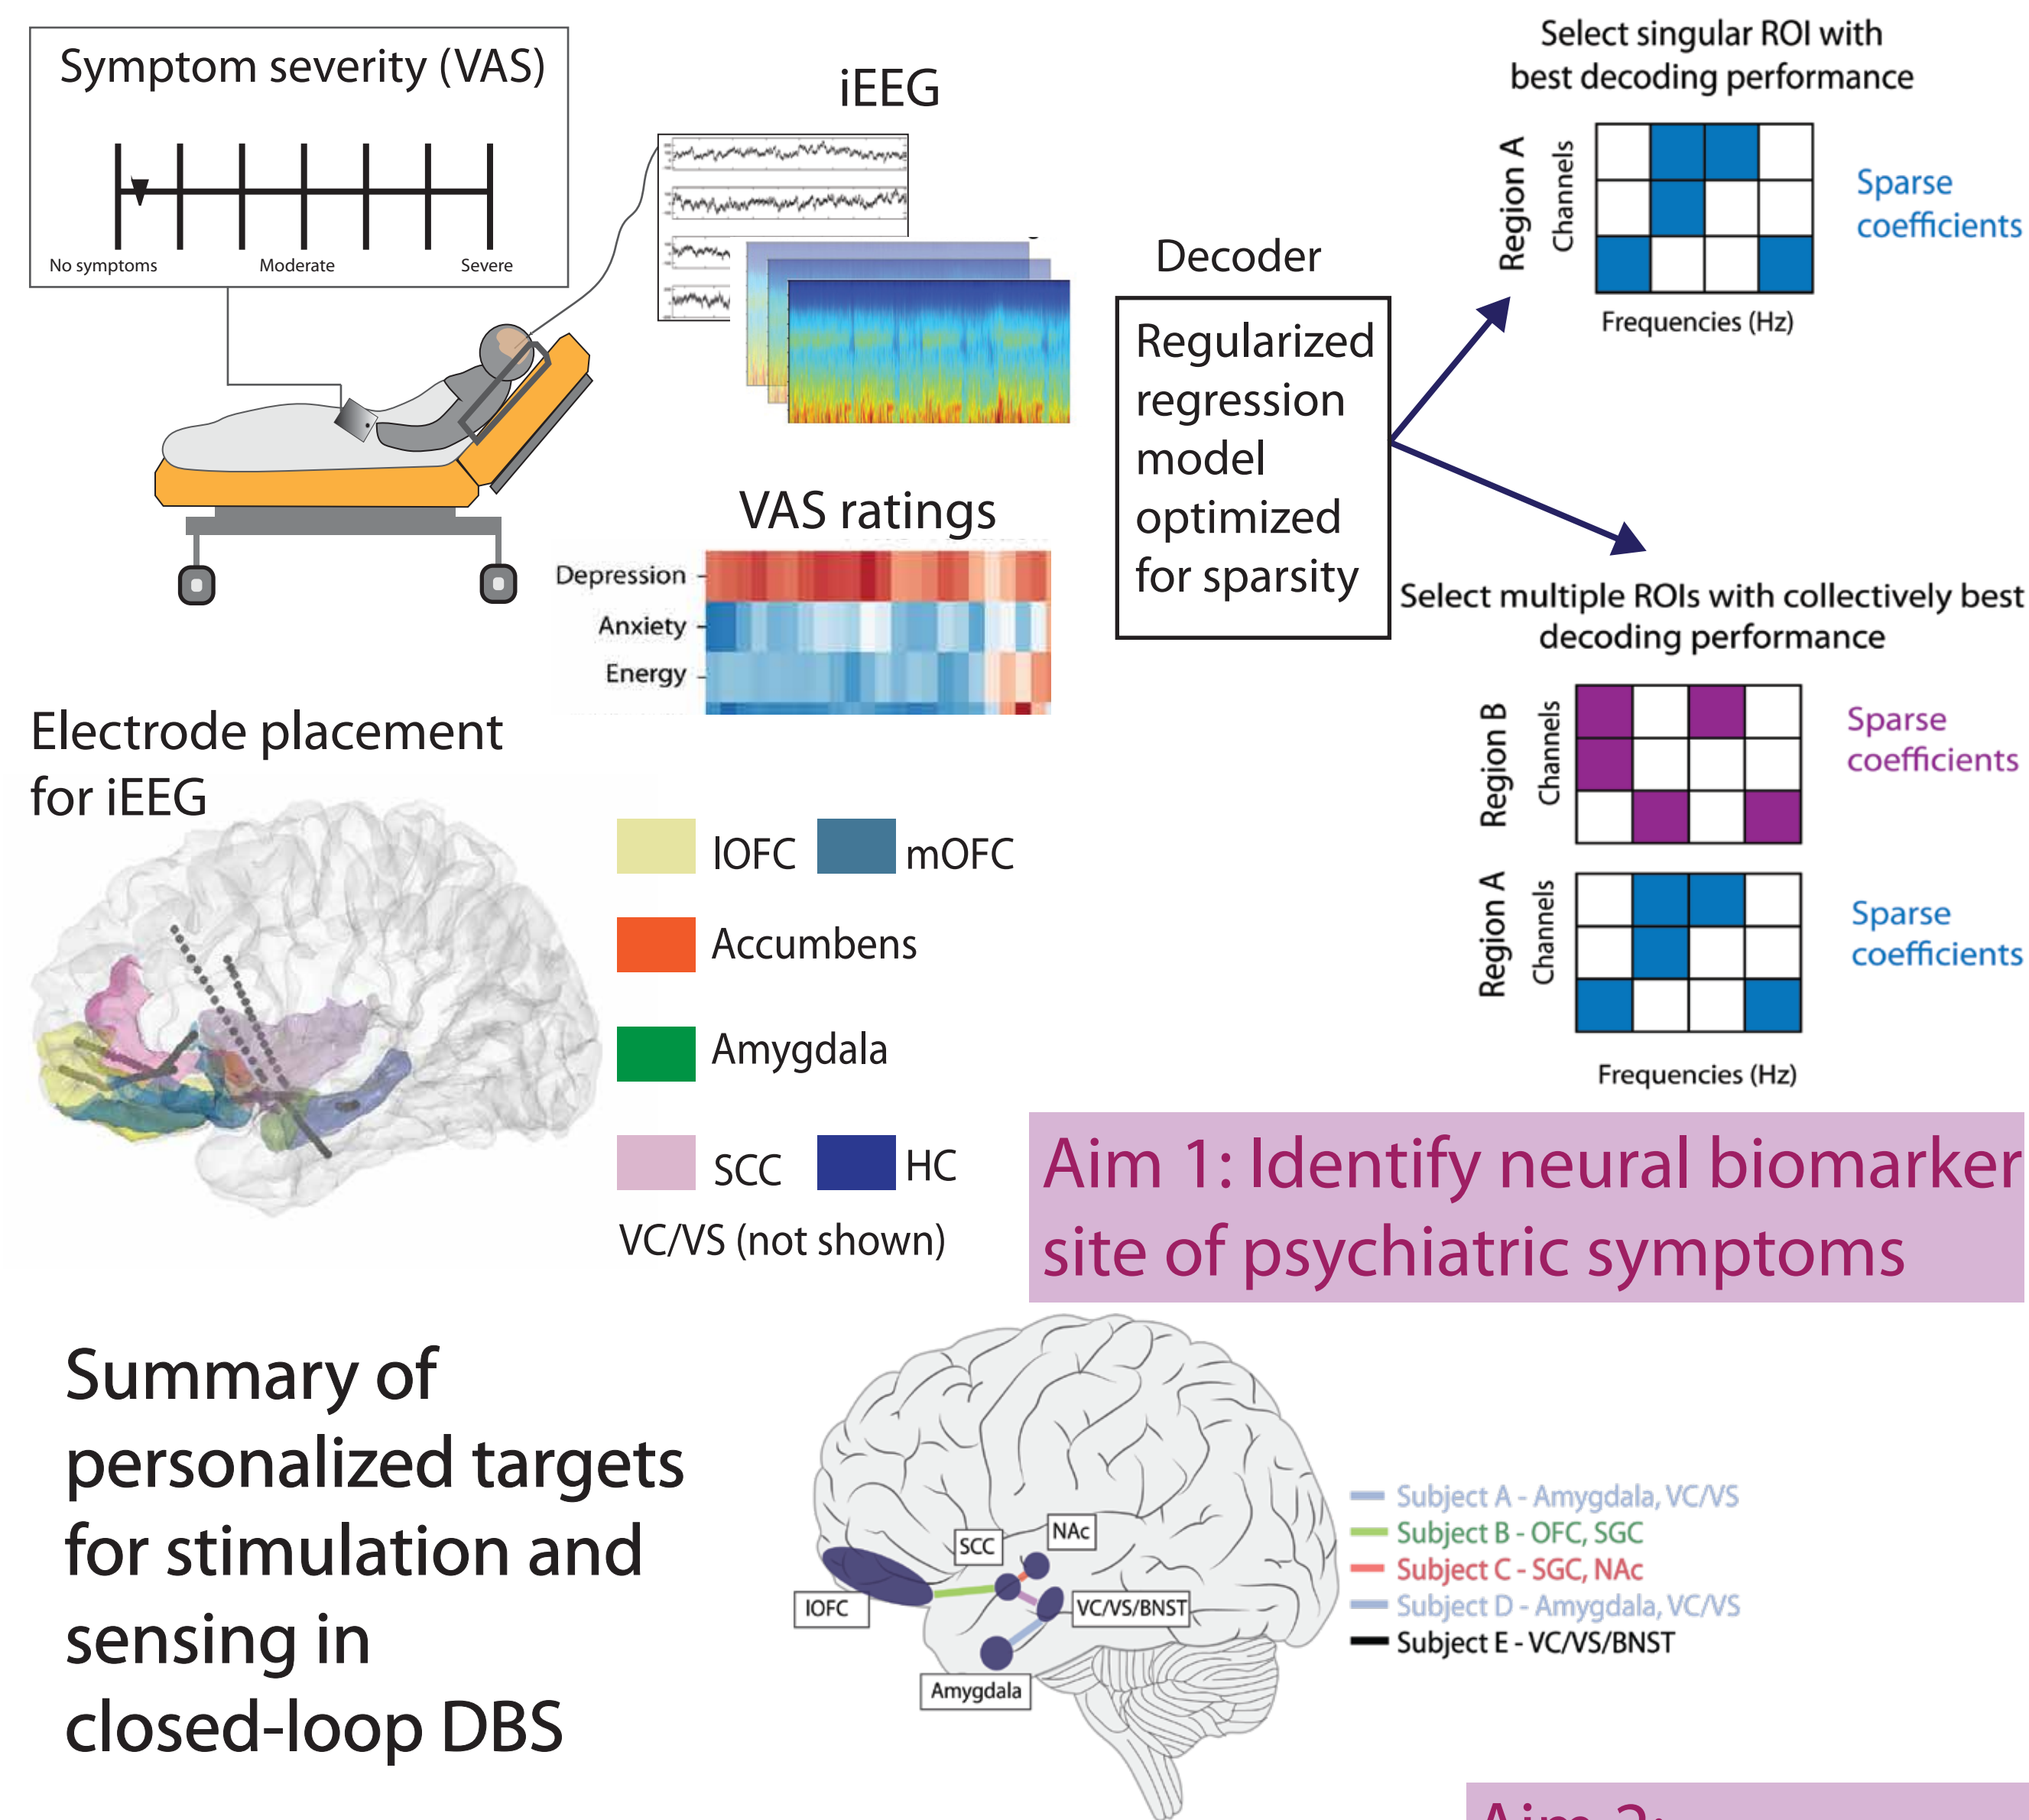 Symptom severity (VAS)
No symptoms
Moderate
Severe
iEEG
VAS ratings
Depression
Anxiety
Energy
Decoder
Regularized
regression
model
optimized
for sparsity
Select singular ROI with
best decoding performance
Region A
Channels
Sparse
coefficients
Frequencies (Hz)
Select multiple ROIs with collectively best
decoding performance
Region B
Channels
Sparse
coefficients
Region A
Channels
Sparse
coefficients
Frequencies (Hz)
Electrode placement
for iEEG
lOFC
mOFC
Accumbens
Amygdala
SCC
HC
VC/VS (not shown)
Aim 1: Identify neural biomarker
site of psychiatric symptoms
Summary of
personalized targets
for stimulation and
sensing in
closed-loop DBS
SCC
NAc
lOFC
VC/VS/BNST
Amygdala
Subject A - Amygdala, VC/VS
Subject B - OFC, SGC
Subject C - SGC, NAc
Subject D - Amygdala, VC/VS
Subject E - VC/VS/BNST
Aim 2: